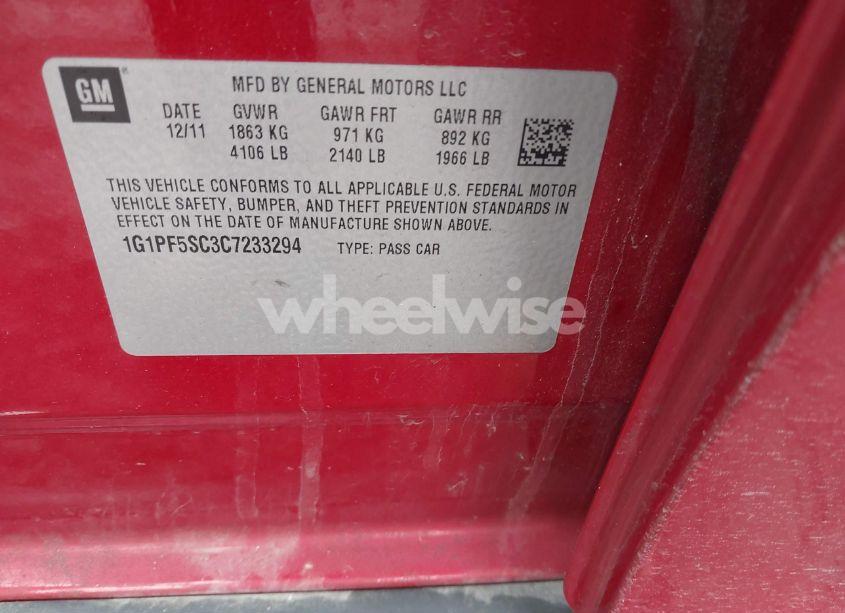 GM
MFD BY GENERAL MOTORS LLC
DATE GVWR GAWR FRT GAWR RR
12/11 1863 KG 971 KG 892 KG
4106 LB 2140 LB 1966 LB
THIS VEHICLE CONFORMS TO ALL APPLICABLE U.S. FEDERAL MOTOR
VEHICLE SAFETY, BUMPER, AND THEFT PREVENTION STANDARDS IN
EFFECT ON THE DATE OF MANUFACTURE SHOWN ABOVE.
1G1PF5SC3C7233294 TYPE: PASS CAR
wheelwise